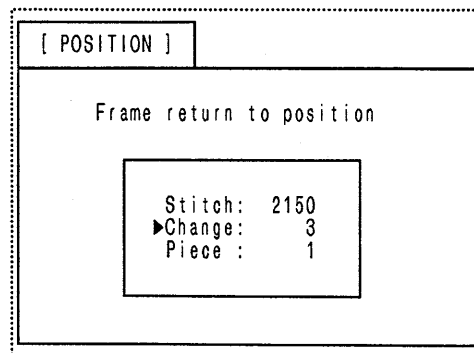 [ POSITION ]
Frame return to position
Stitch: 2150
▶Change: 3
Piece : 1